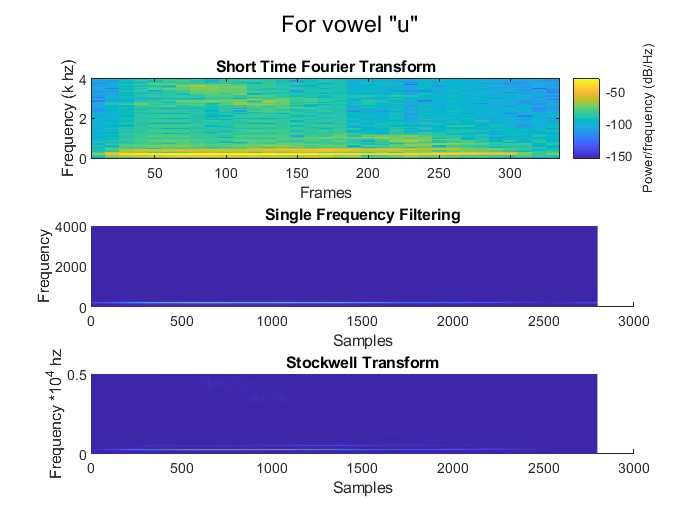 For vowel "u"
Short Time Fourier Transform
Frequency (k hz)
4
2
0
50 100 150 200 250 300
Frames
-50
-100
-150
Power/frequency (dB/Hz)
Single Frequency Filtering
Frequency
4000
2000
0
0 500 1000 1500 2000 2500 3000
Samples
Stockwell Transform
Frequency *10^4 hz
0.5
0
0 500 1000 1500 2000 2500 3000
Samples